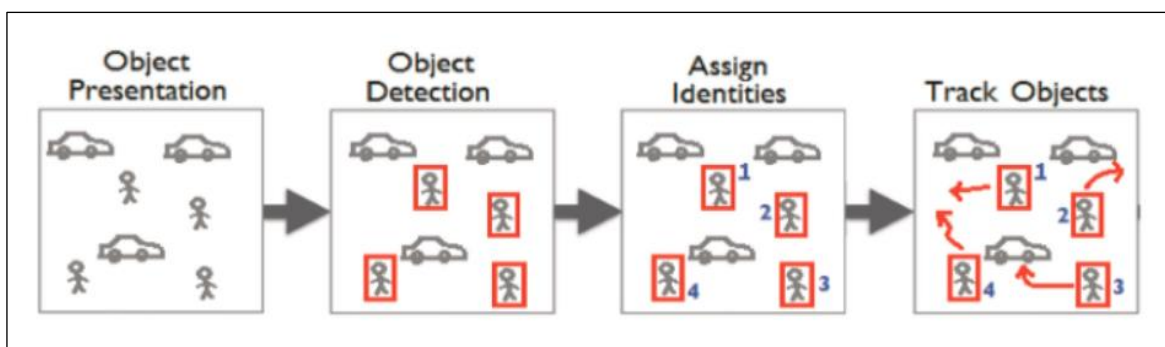 Object
Presentation
Object
Detection
Assign
Identities
Track Objects
1
2
3
4
1
2
3
4